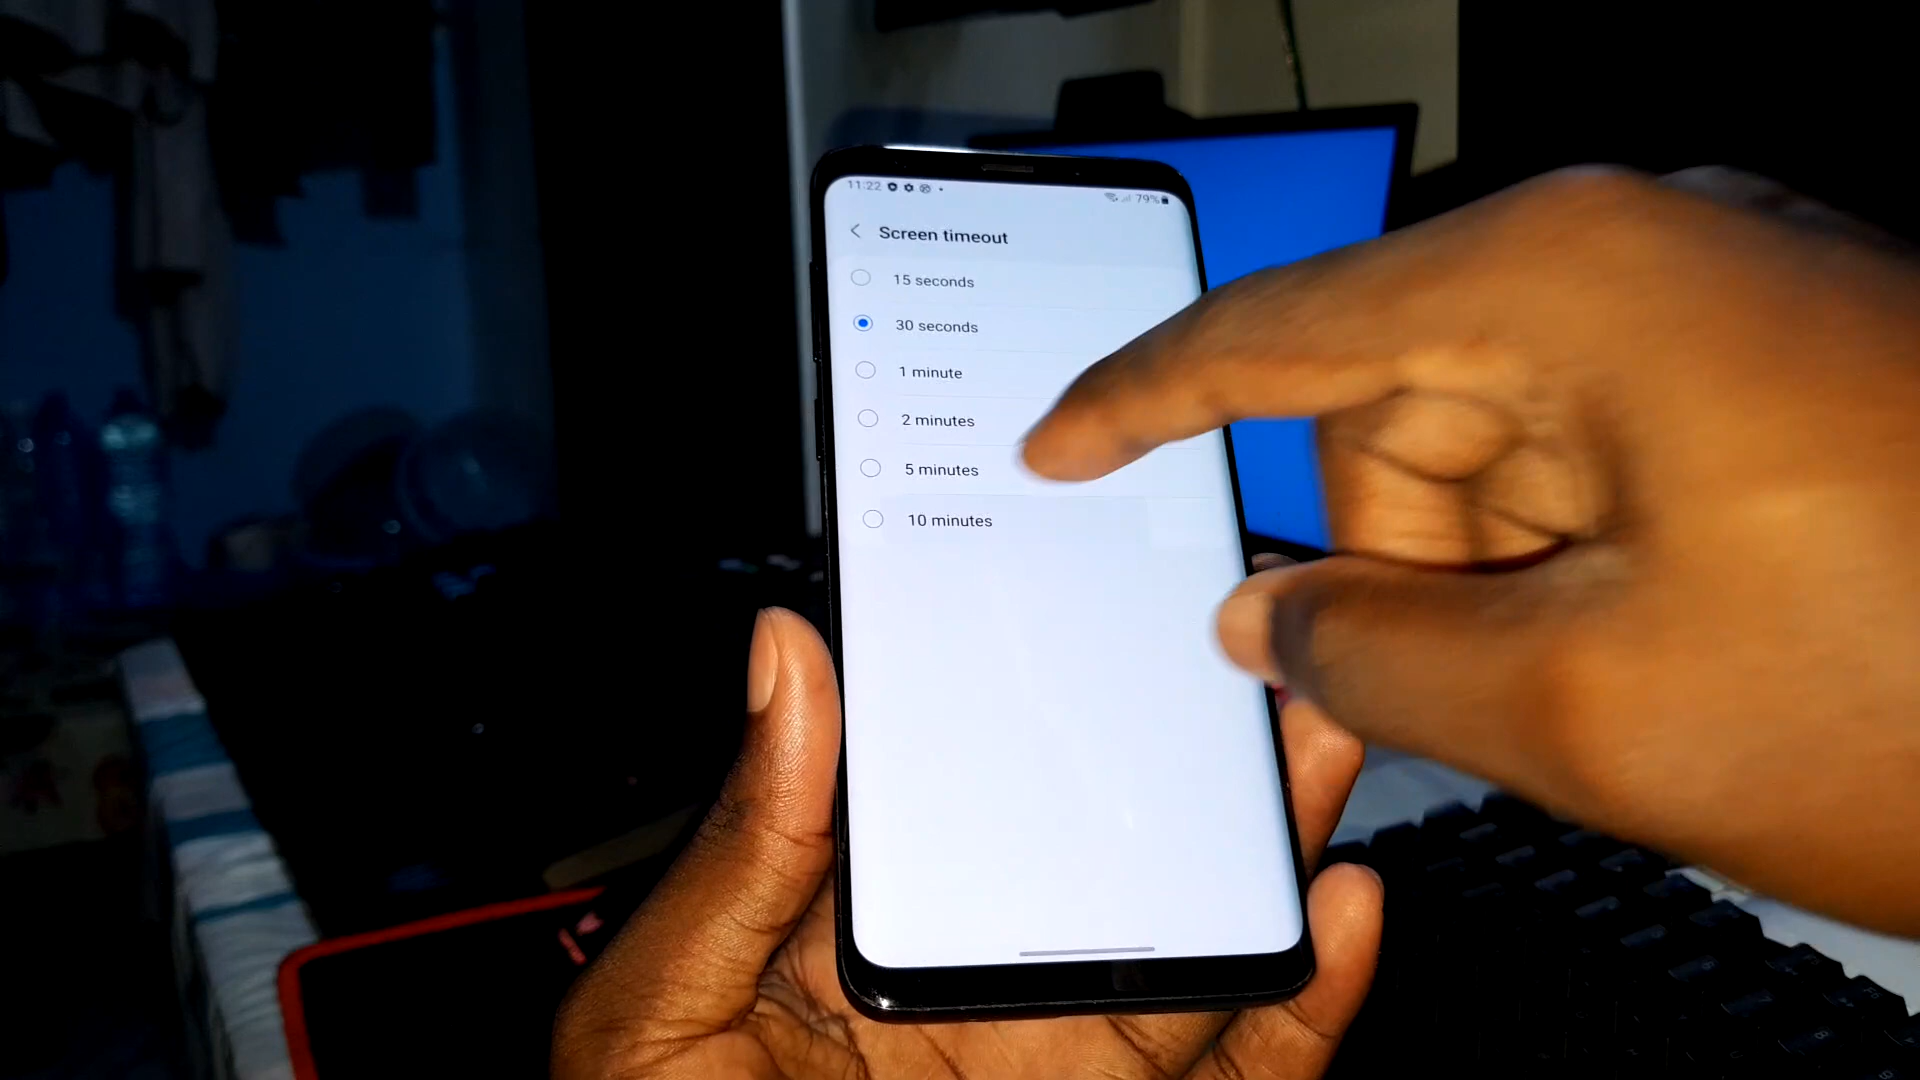 11:22
79%
Screen timeout
15 seconds
30 seconds
1 minute
2 minutes
5 minutes
10 minutes